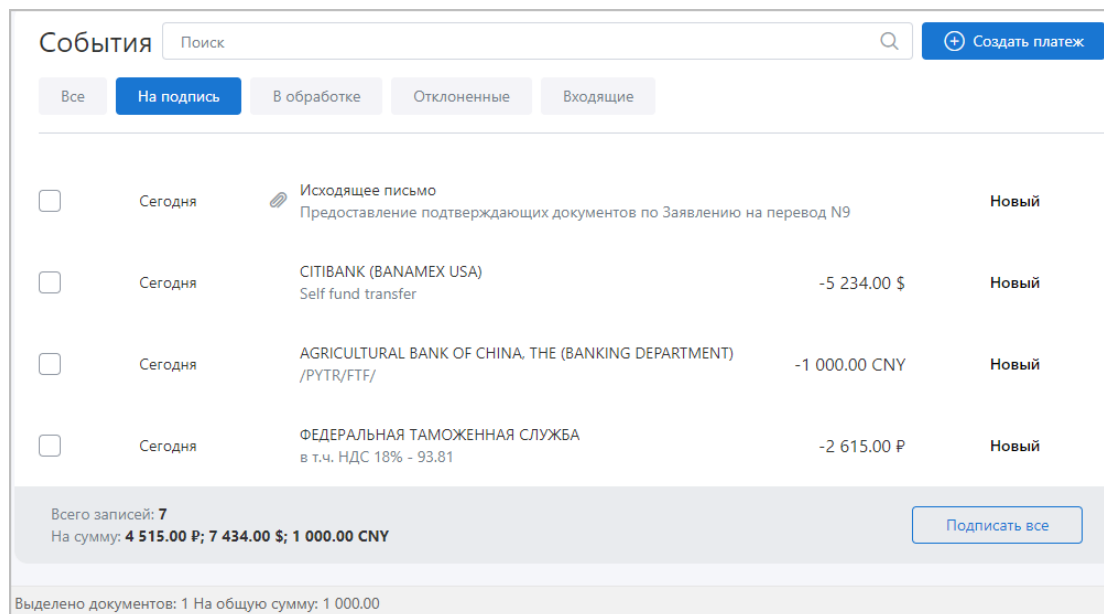 События
Поиск
Создать платеж
Все
На подпись
В обработке
Отклоненные
Входящие
Сегодня
Исходящее письмо
Предоставление подтверждающих документов по Заявлению на перевод N9
Новый
Сегодня
CITIBANK (BANAMEX USA)
Self fund transfer
-5 234.00 $
Новый
Сегодня
AGRICULTURAL BANK OF CHINA, THE (BANKING DEPARTMENT)
/PYTR/FTF/
-1 000.00 CNY
Новый
Сегодня
ФЕДЕРАЛЬНАЯ ТАМОЖЕННАЯ СЛУЖБА
в т.ч. НДС 18% - 93.81
-2 615.00 ₽
Новый
Всего записей: 7
На сумму: 4 515.00 ₽; 7 434.00 $; 1 000.00 CNY
Подписать все
Выделено документов: 1 На общую сумму: 1 000.00